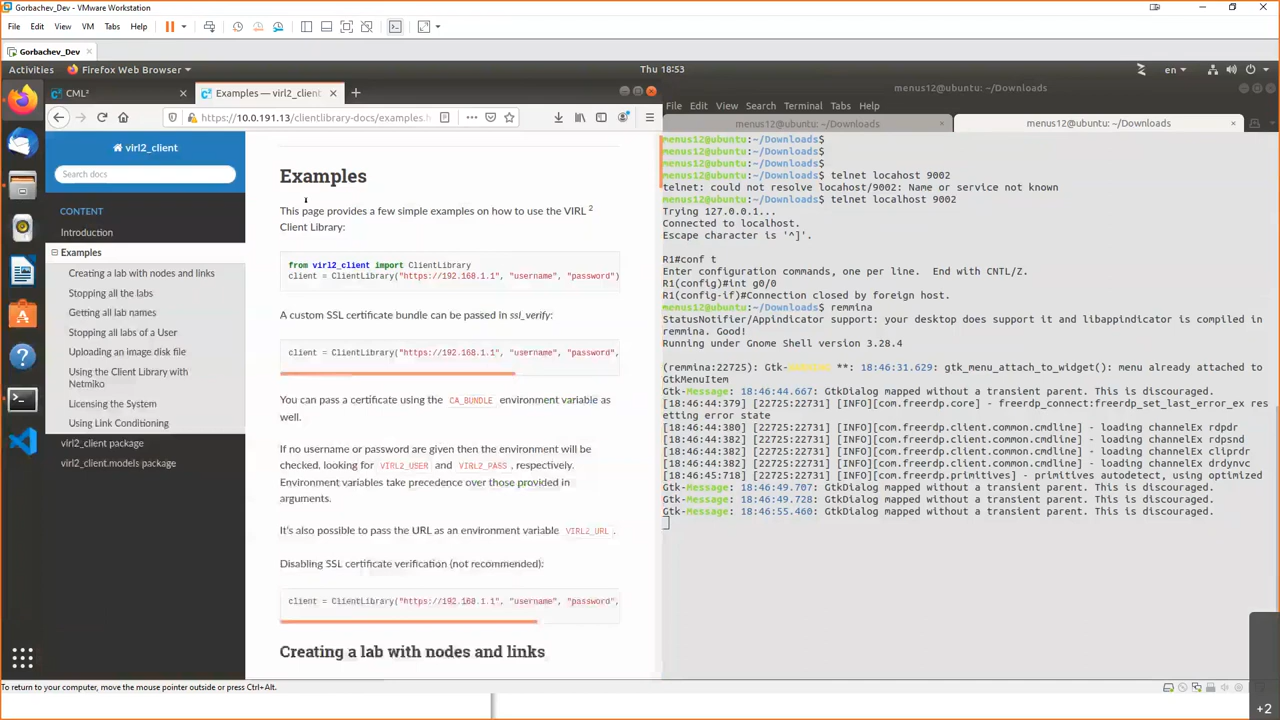 Gorbachev_Dev - VMware Workstation
File Edit View VM Tabs Help
Gorbachev_Dev
Activities Firefox Web Browser Thu 18:53 en
CML²
Examples — virl2_client
https://10.0.191.13/clientlibrary-docs/examples.h
virl2_client
Search docs
CONTENT
Introduction
Examples
Creating a lab with nodes and links
Stopping all the labs
Getting all lab names
Stopping all labs of a User
Uploading an image disk file
Using the Client Library with
Netmiko
Licensing the System
Using Link Conditioning
virl2_client package
virl2_client.models package
Examples
This page provides a few simple examples on how to use the VIRL 2
Client Library:
from virl2_client import ClientLibrary
client = ClientLibrary("https://192.168.1.1", "username", "password")
A custom SSL certificate bundle can be passed in ssl_verify:
client = ClientLibrary("https://192.168.1.1", "username", "password",
You can pass a certificate using the CA_BUNDLE environment variable as
well.
If no username or password are given then the environment will be
checked, looking for VIRL2_USER and VIRL2_PASS, respectively.
Environment variables take precedence over those provided in
arguments.
It's also possible to pass the URL as an environment variable VIRL2_URL.
Disabling SSL certificate verification (not recommended):
client = ClientLibrary("https://192.168.1.1", "username", "password",
Creating a lab with nodes and links
menus12@ubuntu: ~/Downloads
File Edit View Search Terminal Tabs Help
menus12@ubuntu: ~/Downloads
menus12@ubuntu: ~/Downloads
menus12@ubuntu:~/Downloads$
menus12@ubuntu:~/Downloads$
menus12@ubuntu:~/Downloads$
menus12@ubuntu:~/Downloads$ telnet locahost 9002
telnet: could not resolve locahost/9002: Name or service not known
menus12@ubuntu:~/Downloads$ telnet localhost 9002
Trying 127.0.0.1...
Connected to localhost.
Escape character is '^]'.
R1#conf t
Enter configuration commands, one per line.  End with CNTL/Z.
R1(config)#int g0/0
R1(config-if)#Connection closed by foreign host.
menus12@ubuntu:~/Downloads$ remmina
StatusNotifier/Appindicator support: your desktop does support it and libappindicator is compiled in
remmina. Good!
Running under Gnome Shell version 3.28.4
(remmina:22725): Gtk-WARNING **: 18:46:31.629: gtk_menu_attach_to_widget(): menu already attached to
GtkMenuItem
Gtk-Message: 18:46:44.667: GtkDialog mapped without a transient parent. This is discouraged.
[18:46:44:379] [22725:22731] [INFO][com.freerdp.core] - freerdp_connect:freerdp_set_last_error_ex res
etting error state
[18:46:44:380] [22725:22731] [INFO][com.freerdp.client.common.cmdline] - loading channelEx rdpdr
[18:46:44:382] [22725:22731] [INFO][com.freerdp.client.common.cmdline] - loading channelEx rdpsnd
[18:46:44:382] [22725:22731] [INFO][com.freerdp.client.common.cmdline] - loading channelEx cliprdr
[18:46:44:382] [22725:22731] [INFO][com.freerdp.client.common.cmdline] - loading channelEx drdynvc
[18:46:45:718] [22725:22731] [INFO][com.freerdp.primitives] - primitives autodetect, using optimized
Gtk-Message: 18:46:49.707: GtkDialog mapped without a transient parent. This is discouraged.
Gtk-Message: 18:46:49.728: GtkDialog mapped without a transient parent. This is discouraged.
Gtk-Message: 18:46:55.460: GtkDialog mapped without a transient parent. This is discouraged.
To return to your computer, move the mouse pointer outside or press Ctrl+Alt.
+2